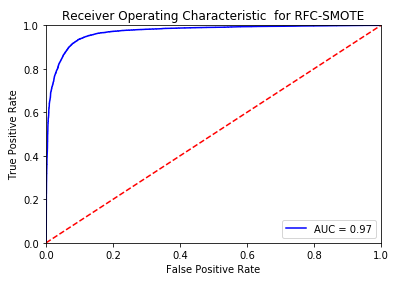 Receiver Operating Characteristic  for RFC-SMOTE
1.0
0.8
0.6
0.4
0.2
0.0
True Positive Rate
0.0 0.2 0.4 0.6 0.8 1.0
False Positive Rate
AUC = 0.97